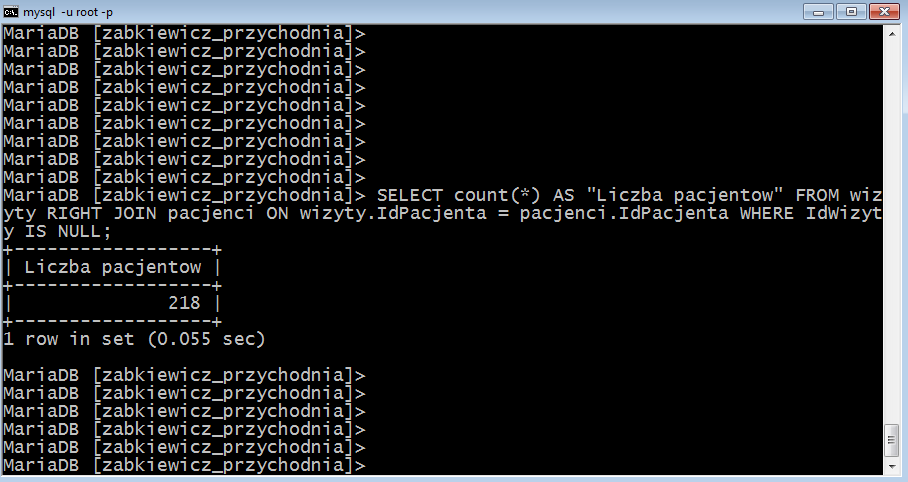 mysql -u root -p
MariaDB [zabkiewicz_przychodnia]>
MariaDB [zabkiewicz_przychodnia]>
MariaDB [zabkiewicz_przychodnia]>
MariaDB [zabkiewicz_przychodnia]>
MariaDB [zabkiewicz_przychodnia]>
MariaDB [zabkiewicz_przychodnia]>
MariaDB [zabkiewicz_przychodnia]>
MariaDB [zabkiewicz_przychodnia]>
MariaDB [zabkiewicz_przychodnia]>
MariaDB [zabkiewicz_przychodnia]> SELECT count(*) AS "Liczba pacjentow" FROM wiz
yty RIGHT JOIN pacjenci ON wizyty.IdPacjenta = pacjenci.IdPacjenta WHERE IdWizyt
y IS NULL;
+------------------+
| Liczba pacjentow |
+------------------+
|              218 |
+------------------+
1 row in set (0.055 sec)
MariaDB [zabkiewicz_przychodnia]>
MariaDB [zabkiewicz_przychodnia]>
MariaDB [zabkiewicz_przychodnia]>
MariaDB [zabkiewicz_przychodnia]>
MariaDB [zabkiewicz_przychodnia]>
MariaDB [zabkiewicz_przychodnia]>